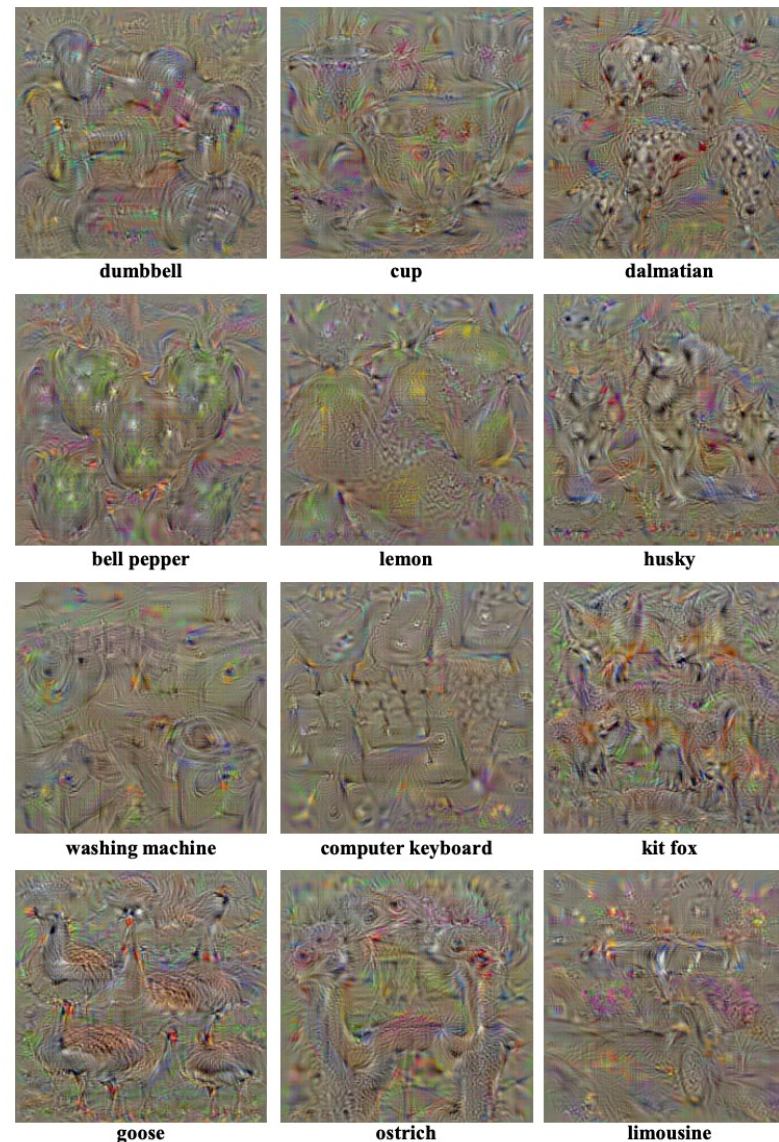 dumbbell
cup
dalmatian
bell pepper
lemon
husky
washing machine
computer keyboard
kit fox
goose
ostrich
limousine